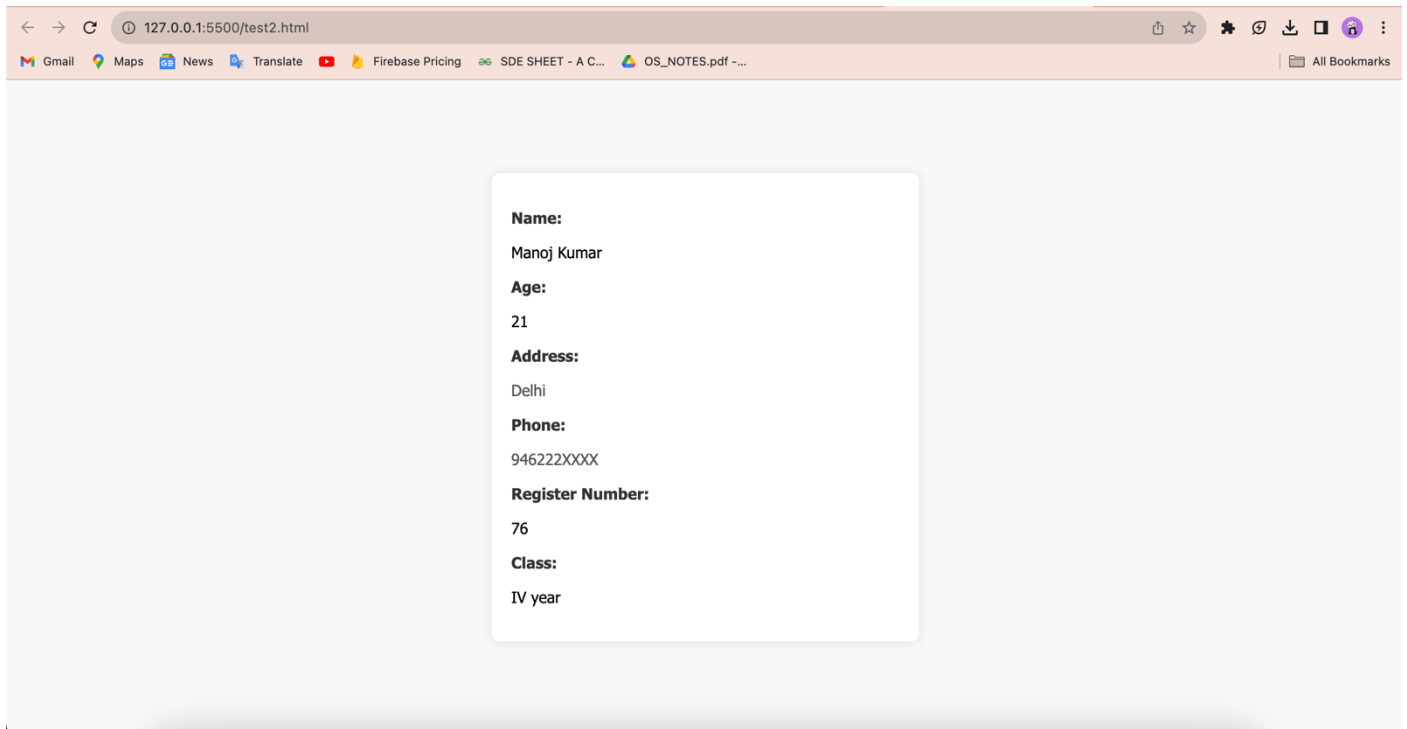 127.0.0.1:5500/test2.html
Gmail Maps News Translate Firebase Pricing SDE SHEET - A C... OS_NOTES.pdf -... All Bookmarks
Name:
Manoj Kumar
Age:
21
Address:
Delhi
Phone:
946222XXXX
Register Number:
76
Class:
IV year